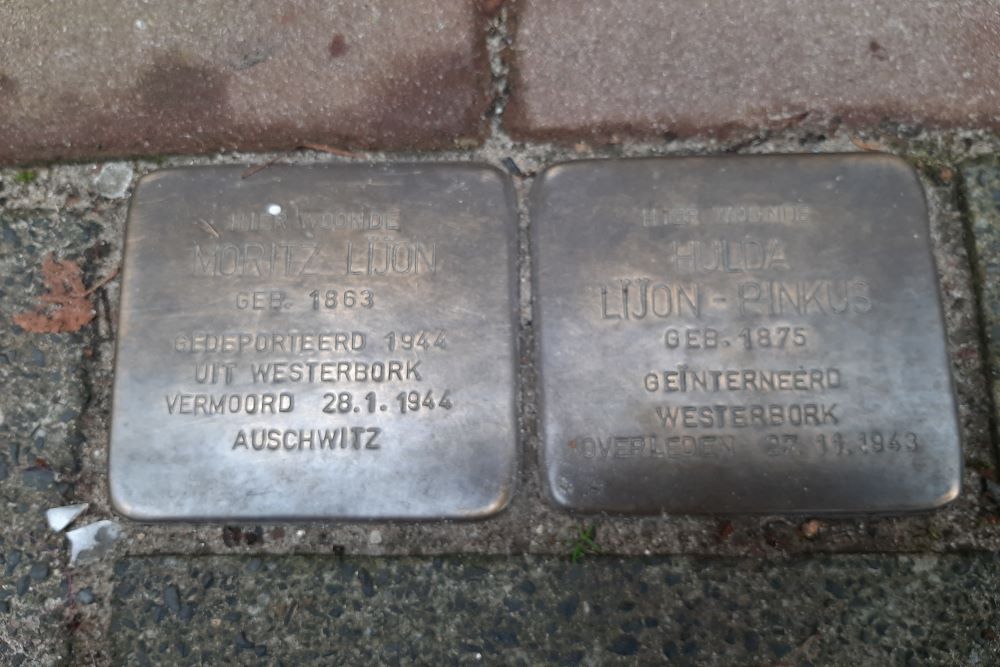 HIER WOONDE
MORITZ LIJON
GEB. 1863
GEDEPORTEERD 1944
UIT WESTERBORK
VERMOORD 28.1.1944
AUSCHWITZ
HIER WOONDE
HULDA
LIJON-PINKUS
GEB. 1875
GEÏNTERNEERD
WESTERBORK
OVERLEDEN 27.11.1943